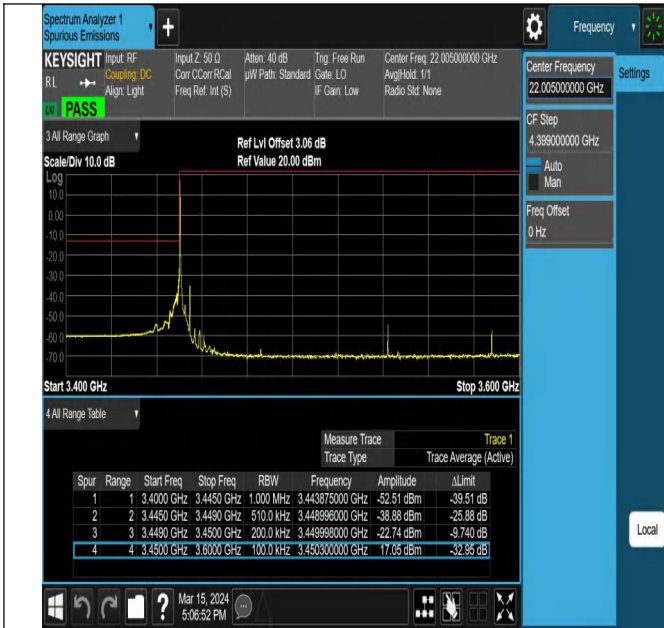 Spectrum Analyzer 1
Spurious Emissions
Frequency
KEYSIGHT Input: RF Input Z: 50 Ω Atten: 40 dB Trig: Free Run Center Freq: 22.005000000 GHz
RL Coupling: DC Corr CCorr RCal µW Path: Standard Gate: LO Avg|Hold: 1/1
Align: Light Freq Ref: Int (S) IF Gain: Low Radio Std: None
PASS
Center Frequency
22.005000000 GHz
Settings
CF Step
4.399000000 GHz
Auto
Man
Freq Offset
0 Hz
3 All Range Graph
Ref Lvl Offset 3.06 dB
Scale/Div 10.0 dB Ref Value 20.00 dBm
Log
10.0
0.00
-10.0
-20.0
-30.0
-40.0
-50.0
-60.0
-70.0
Start 3.400 GHz Stop 3.600 GHz
4 All Range Table
Measure Trace Trace 1
Trace Type Trace Average (Active)
Spur Range Start Freq Stop Freq RBW Frequency Amplitude ΔLimit
1 1 3.4000 GHz 3.4450 GHz 1.000 MHz 3.443875000 GHz -52.51 dBm -39.51 dB
2 2 3.4450 GHz 3.4490 GHz 510.0 kHz 3.448996000 GHz -38.88 dBm -25.88 dB
3 3 3.4490 GHz 3.4500 GHz 200.0 kHz 3.449998000 GHz -22.74 dBm -9.740 dB
4 4 3.4500 GHz 3.6000 GHz 100.0 kHz 3.450300000 GHz 17.05 dBm -32.95 dB
Local
Mar 15, 2024
5:06:52 PM